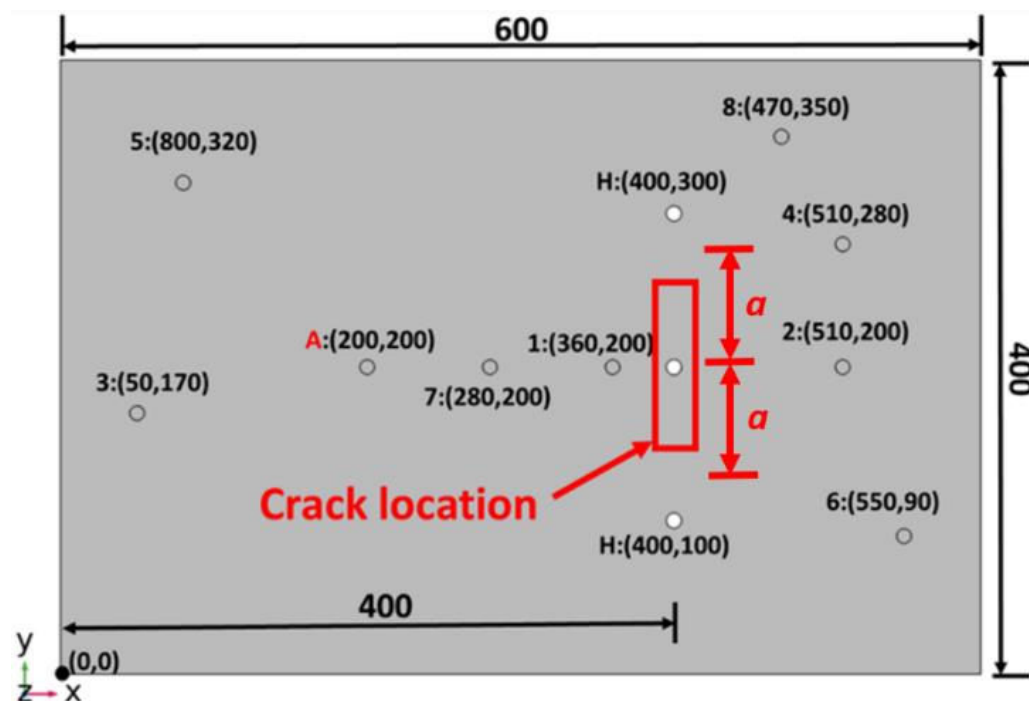 600
8:(470,350)
5:(800,320)
H:(400,300)
4:(510,280)
a
A:(200,200)
1:(360,200)
2:(510,200)
400
3:(50,170)
7:(280,200)
a
Crack location
6:(550,90)
H:(400,100)
400
y
(0,0)
z
x